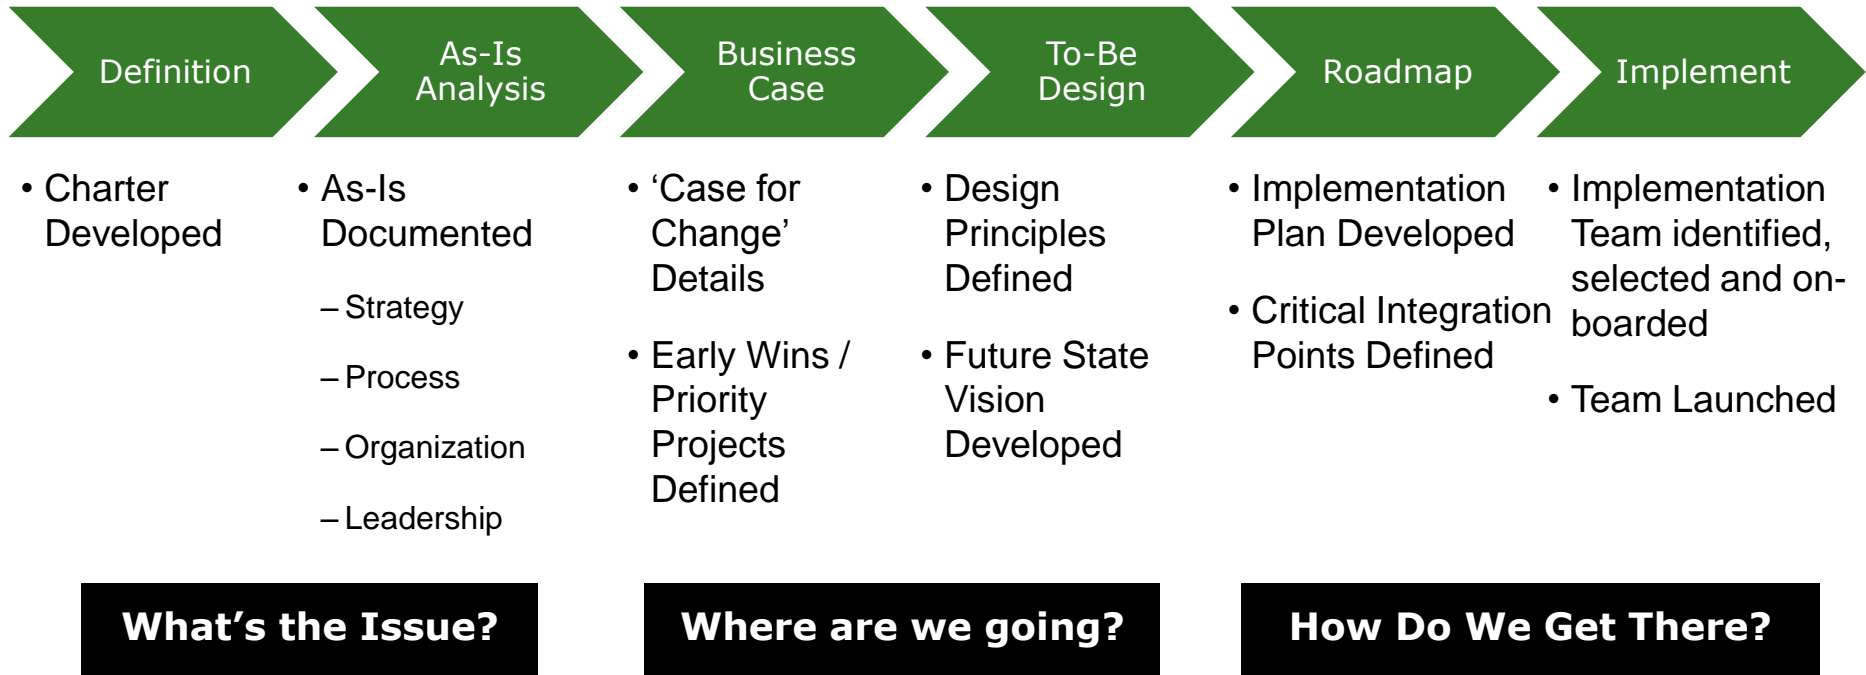 Definition
As-Is
Analysis
Business
Case
To-Be
Design
Roadmap
Implement
• Charter
Developed
• As-Is
Documented
– Strategy
– Process
– Organization
– Leadership
• ‘Case for
Change’
Details
• Early Wins /
Priority
Projects
Defined
• Design
Principles
Defined
• Future State
Vision
Developed
• Implementation
Plan Developed
• Critical Integration
Points Defined
• Implementation
Team identified,
selected and on-
boarded
• Team Launched
What’s the Issue?
Where are we going?
How Do We Get There?